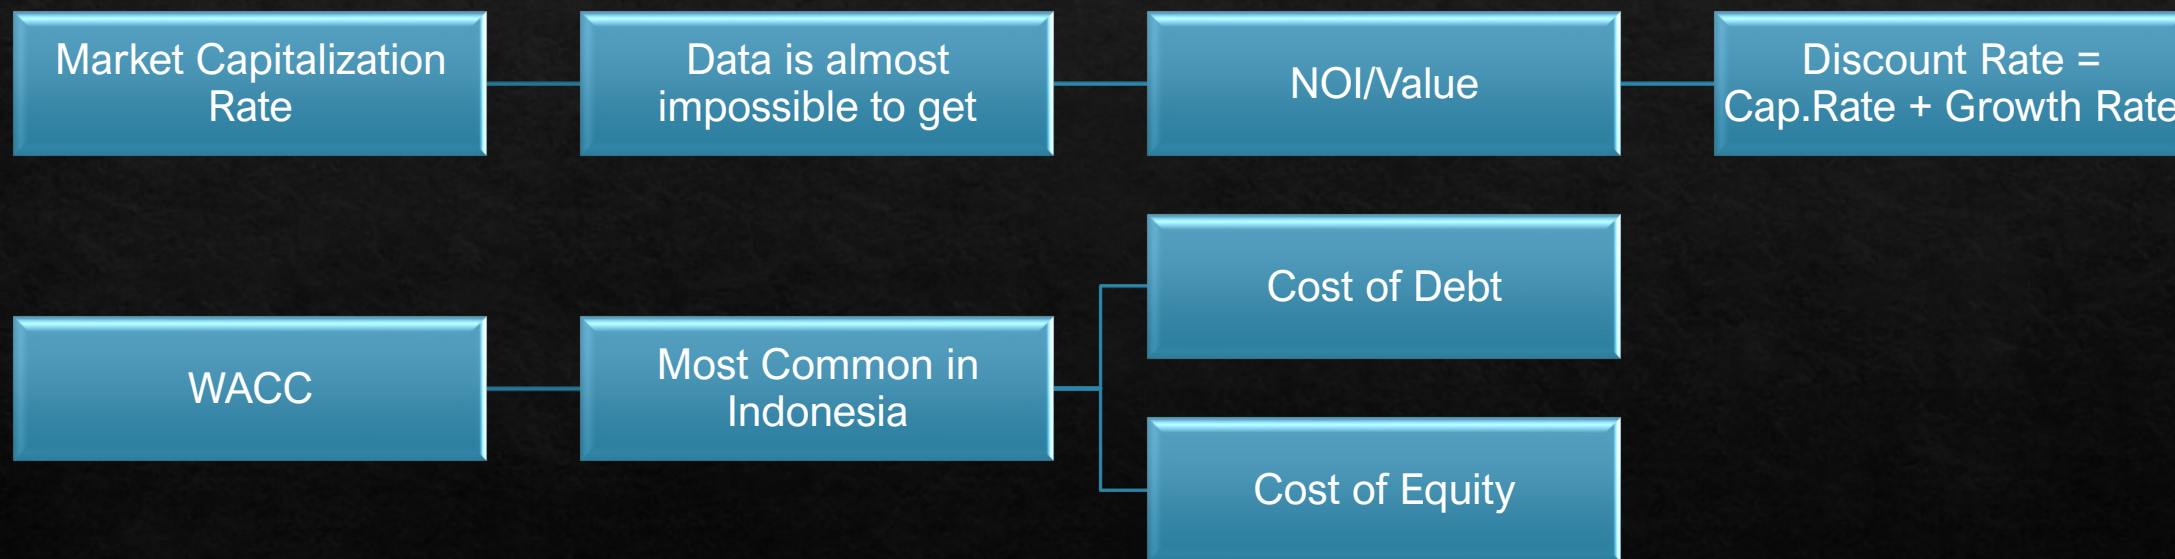 Market Capitalization
Rate
Data is almost
impossible to get
NOI/Value
Discount Rate =
Cap.Rate + Growth Rate
WACC
Most Common in
Indonesia
Cost of Debt
Cost of Equity